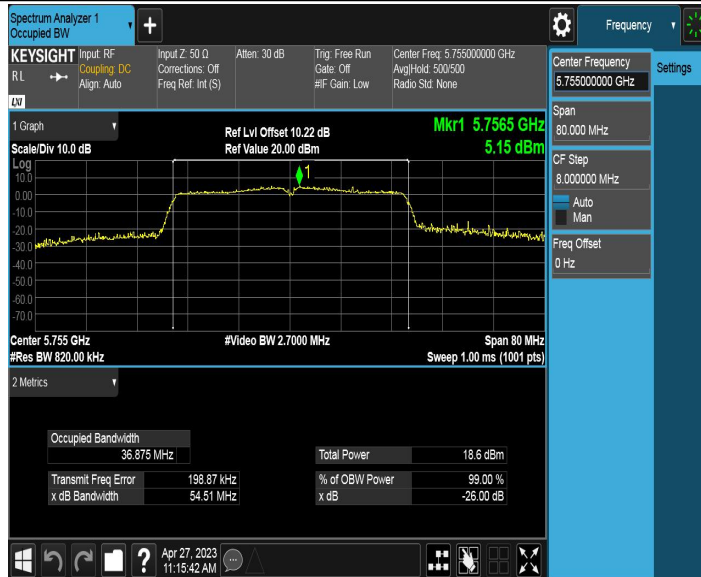 Spectrum Analyzer 1
Occupied BW
+
Frequency
KEYSIGHT
RL
LXI
Input: RF
Coupling: DC
Align: Auto
Input Z: 50 Ω
Corrections: Off
Freq Ref: Int (S)
Atten: 30 dB
Trig: Free Run
Gate: Off
#IF Gain: Low
Center Freq: 5.755000000 GHz
Avg|Hold: 500/500
Radio Std: None
Center Frequency
5.755000000 GHz
Settings
Span
80.000 MHz
CF Step
8.000000 MHz
Auto
Man
Freq Offset
0 Hz
1 Graph
Scale/Div 10.0 dB
Ref Lvl Offset 10.22 dB
Ref Value 20.00 dBm
Mkr1 5.7565 GHz
5.15 dBm
Log
10.0
0.00
-10.0
-20.0
-30.0
-40.0
-50.0
-60.0
-70.0
1
Center 5.755 GHz
#Res BW 820.00 kHz
#Video BW 2.7000 MHz
Span 80 MHz
Sweep 1.00 ms (1001 pts)
2 Metrics
Occupied Bandwidth
36.875 MHz
Total Power 18.6 dBm
Transmit Freq Error 198.87 kHz
% of OBW Power 99.00 %
x dB Bandwidth 54.51 MHz
x dB -26.00 dB
?
Apr 27, 2023
11:15:42 AM